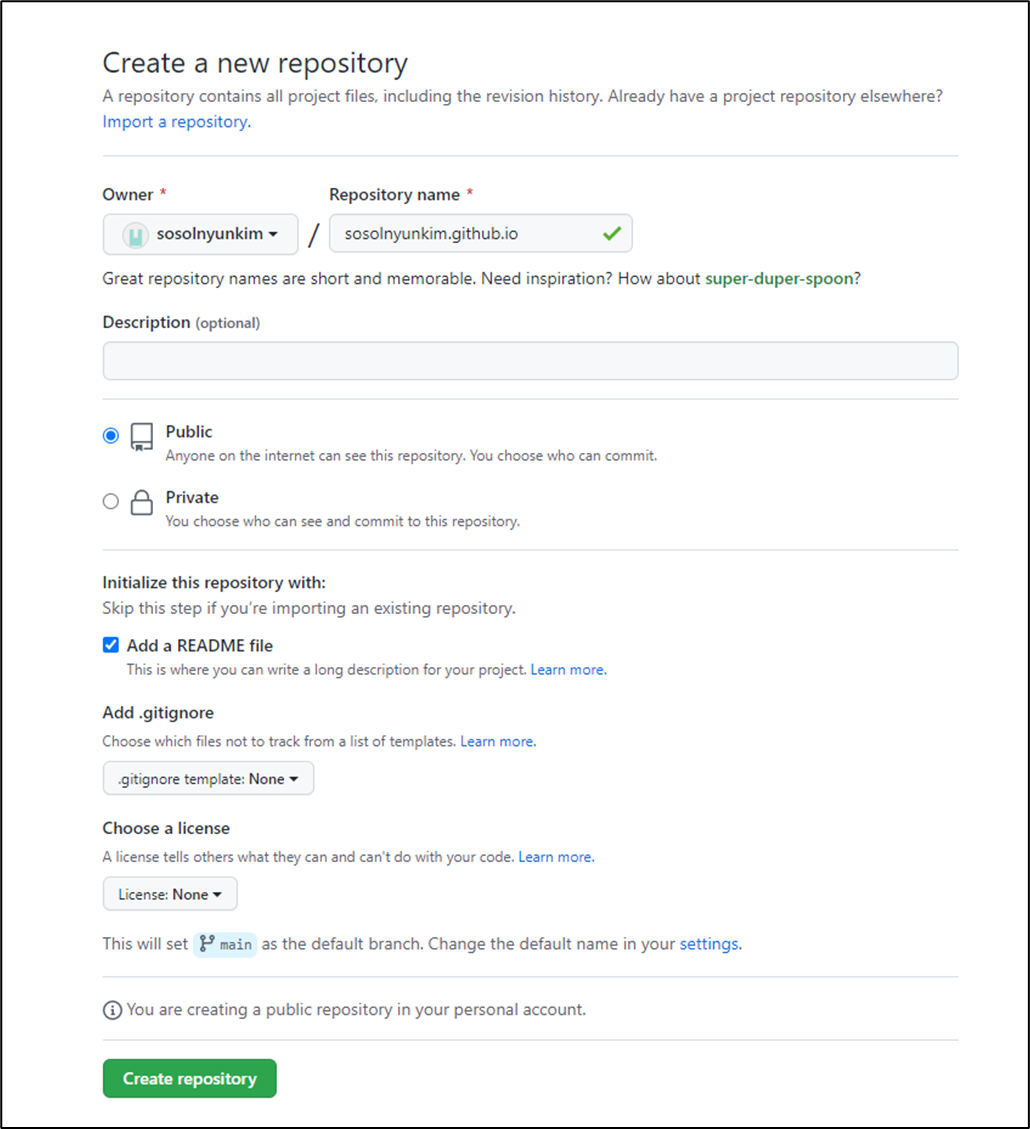 Create a new repository
A repository contains all project files, including the revision history. Already have a project repository elsewhere?
Import a repository.
Owner * Repository name *
sosolnyunkim / sosolnyunkim.github.io
Great repository names are short and memorable. Need inspiration? How about super-duper-spoon?
Description (optional)
Public
Anyone on the internet can see this repository. You choose who can commit.
Private
You choose who can see and commit to this repository.
Initialize this repository with:
Skip this step if you're importing an existing repository.
Add a README file
This is where you can write a long description for your project. Learn more.
Add .gitignore
Choose which files not to track from a list of templates. Learn more.
.gitignore template: None
Choose a license
A license tells others what they can and can't do with your code. Learn more.
License: None
This will set main as the default branch. Change the default name in your settings.
You are creating a public repository in your personal account.
Create repository